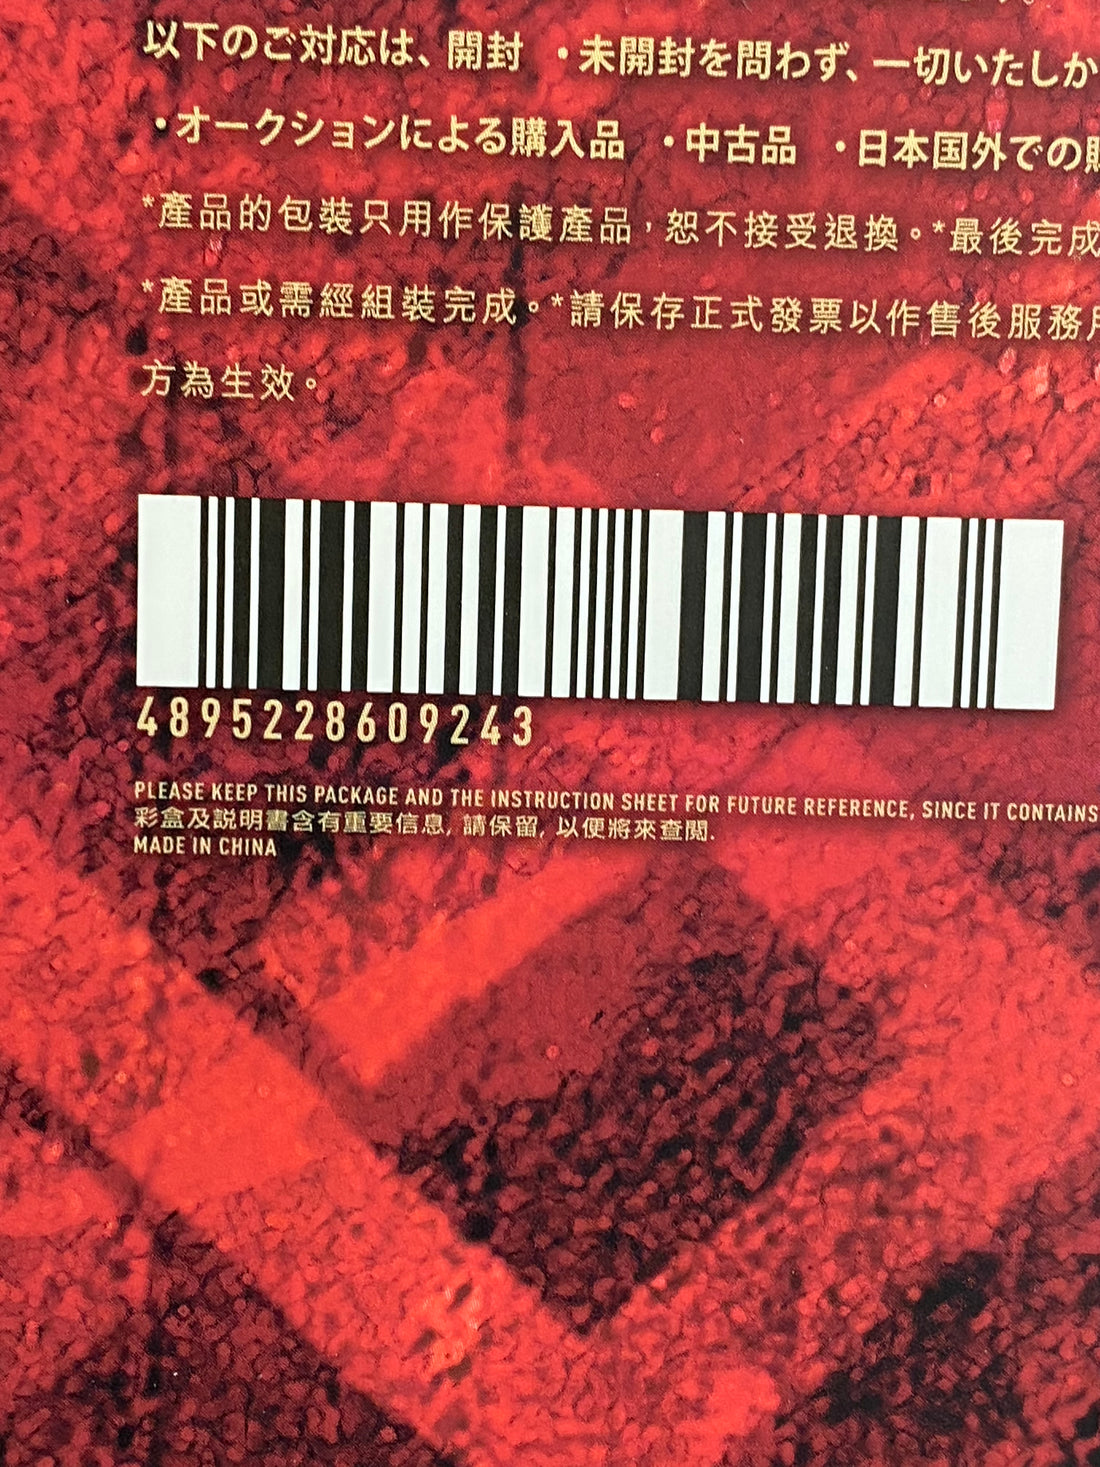 以下のご対応は、開封 ・未開封を問わず、一切いたしか
・オークションによる購入品 ・中古品 ・日本国外での購
*產品的包裝只用作保護產品，恕不接受退換。*最後完成
*產品或需經組裝完成。*請保存正式發票以作售後服務用
方為生效。
4895228609243
PLEASE KEEP THIS PACKAGE AND THE INSTRUCTION SHEET FOR FUTURE REFERENCE, SINCE IT CONTAINS
彩盒及説明書含有重要信息, 請保留, 以便將來查閱.
MADE IN CHINA